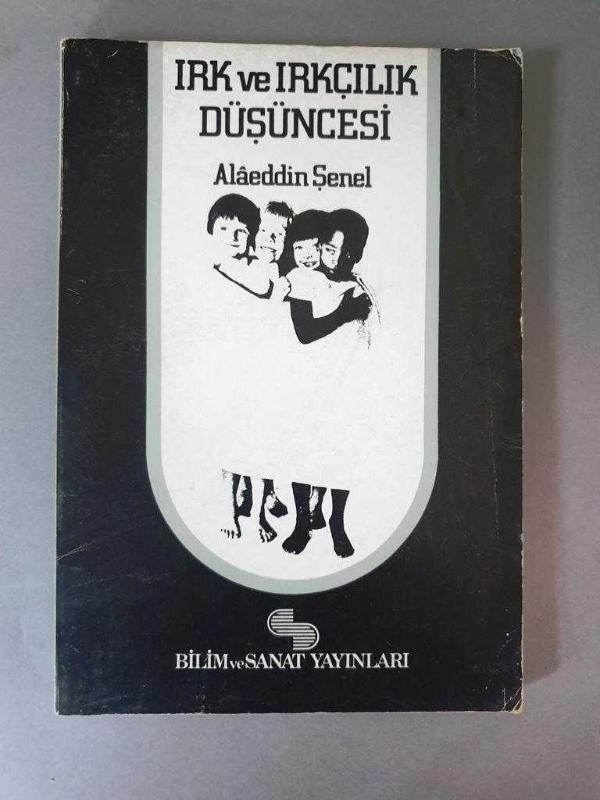 IRK ve IRKÇILIK
DÜŞÜNCESİ
Alâeddin Şenel
BİLİM ve SANAT YAYINLARI